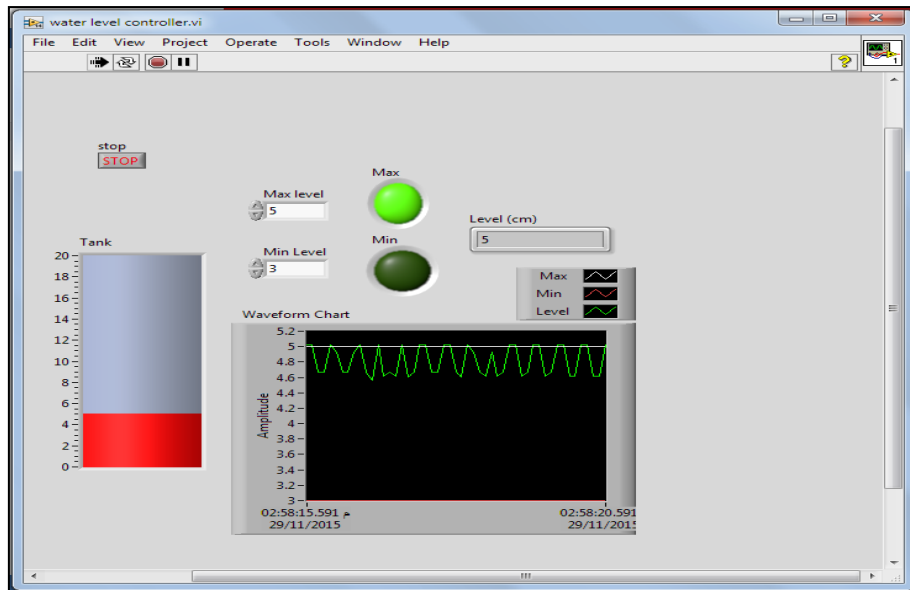 water level controller.vi
File Edit View Project Operate Tools Window Help
1
stop
STOP
Max
Max level
5
Level (cm)
5
Min
Min Level
3
Tank
20
18
16
14
12
10
8
6
4
2
0
Max
Min
Level
Waveform Chart
Amplitude
5.2
5
4.8
4.6
4.4
4.2
4
3.8
3.6
3.4
3.2
3
02:58:15.591 م
29/11/2015
02:58:20.591
29/11/2015